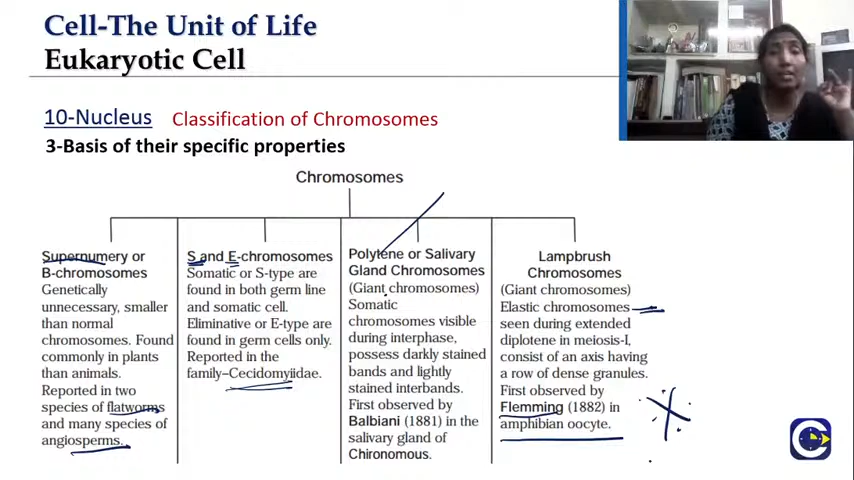 Cell-The Unit of Life
Eukaryotic Cell
10-Nucleus Classification of Chromosomes
3-Basis of their specific properties
Chromosomes
Supernumery or
B-chromosomes
Genetically
unnecessary, smaller
than normal
chromosomes. Found
commonly in plants
than animals.
Reported in two
species of flatworms
and many species of
angiosperms.
S and E-chromosomes
Somatic or S-type are
found in both germ line
and somatic cell.
Eliminative or E-type are
found in germ cells only.
Reported in the
family-Cecidomyiidae.
Polytene or Salivary
Gland Chromosomes
(Giant chromosomes)
Somatic
chromosomes visible
during interphase,
possess darkly stained
bands and lightly
stained interbands.
First observed by
Balbiani (1881) in the
salivary gland of
Chironomous.
Lampbrush
Chromosomes
(Giant chromosomes)
Elastic chromosomes
seen during extended
diplotene in meiosis-I,
consist of an axis having
a row of dense granules.
First observed by
Flemming (1882) in
amphibian oocyte.